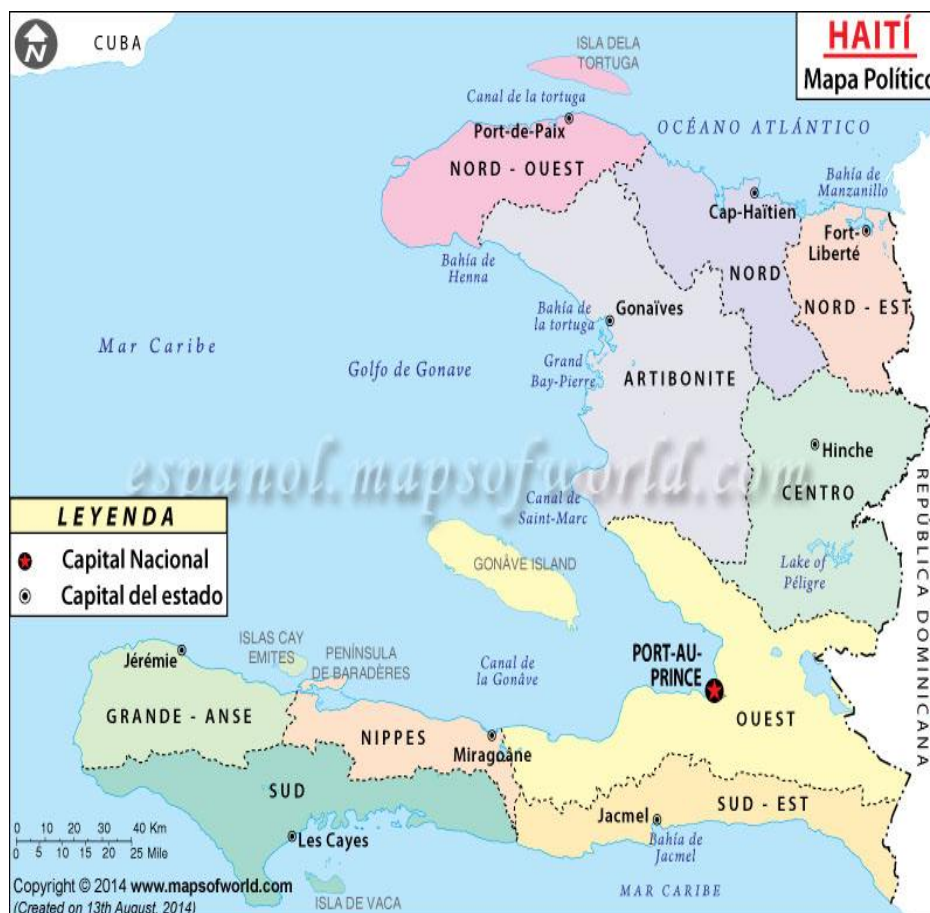 CUBA
HAITÍ
Mapa Político
N
ISLA DELA
TORTUGA
Canal de la tortuga
Port-de-Paix
OCÉANO ATLÁNTICO
NORD - OUEST
Bahía de
Manzanillo
Cap-Haïtien
Fort-
Liberté
Bahía de
Henna
NORD
NORD - EST
Bahía de
la tortuga
Gonaïves
Mar Caribe
Golfo de Gonave
Grand
Bay-Pierre
ARTIBONITE
Hinche
espanol.mapsofworld.com
CENTRO
Canal de
Saint-Marc
REPÚBLICA DOMINICANA
LEYENDA
Capital Nacional
Capital del estado
GONÂVE ISLAND
Lake of
Péligre
ISLAS CAY
EMITES
PENÍNSULA
DE BARADÈRES
Jérémie
Canal de
la Gonâve
PORT-AU-
PRINCE
GRANDE - ANSE
OUEST
NIPPES
Miragoâne
SUD
SUD - EST
Jacmel
Bahía de
Jacmel
Les Cayes
0 10 20 30 40 Km
0 5 10 15 20 25 Mile
Copyright © 2014 www.mapsofworld.com
(Created on 13th August, 2014)
ISLA DE VACA
MAR CARIBE